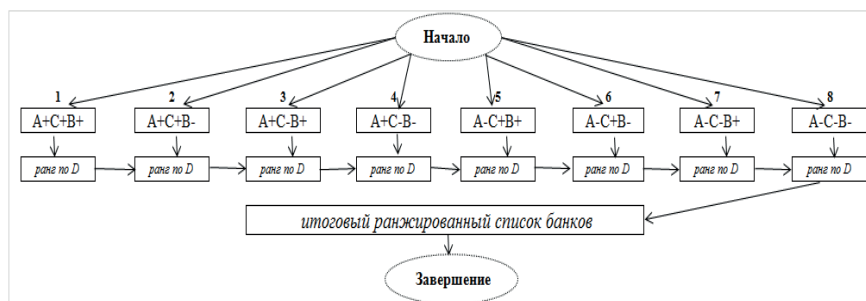 Начало
1 2 3 4 5 6 7 8
A+C+B+ A+C+B- A+C-B+ A+C-B- A-C+B+ A-C+B- A-C-B+ A-C-B-
ранг по D ранг по D ранг по D ранг по D ранг по D ранг по D ранг по D ранг по D
итоговый ранжированный список банков
Завершение